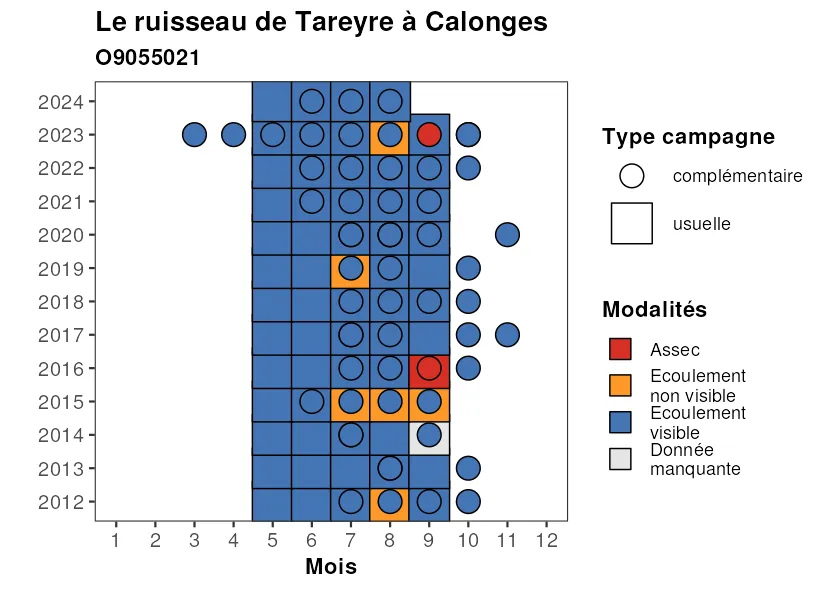 Le ruisseau de Tareyre à Calonges
O9055021
2024
2023
2022
2021
2020
2019
2018
2017
2016
2015
2014
2013
2012
1 2 3 4 5 6 7 8 9 10 11 12
Mois
Type campagne
complémentaire
usuelle
Modalités
Assec
Ecoulement
non visible
Ecoulement
visible
Donnée
manquante